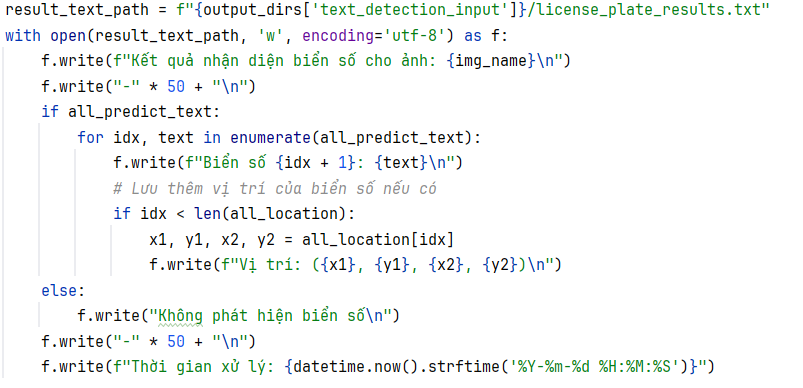 result_text_path = f"{output_dirs['text_detection_input']}/license_plate_results.txt"
with open(result_text_path, 'w', encoding='utf-8') as f:
    f.write(f"Kết quả nhận diện biển số cho ảnh: {img_name}\n")
    f.write("-" * 50 + "\n")
    if all_predict_text:
        for idx, text in enumerate(all_predict_text):
            f.write(f"Biển số {idx + 1}: {text}\n")
            # Lưu thêm vị trí của biển số nếu có
            if idx < len(all_location):
                x1, y1, x2, y2 = all_location[idx]
                f.write(f"Vị trí: ({x1}, {y1}, {x2}, {y2})\n")
    else:
        f.write("Không phát hiện biển số\n")
    f.write("-" * 50 + "\n")
    f.write(f"Thời gian xử lý: {datetime.now().strftime('%Y-%m-%d %H:%M:%S')}")